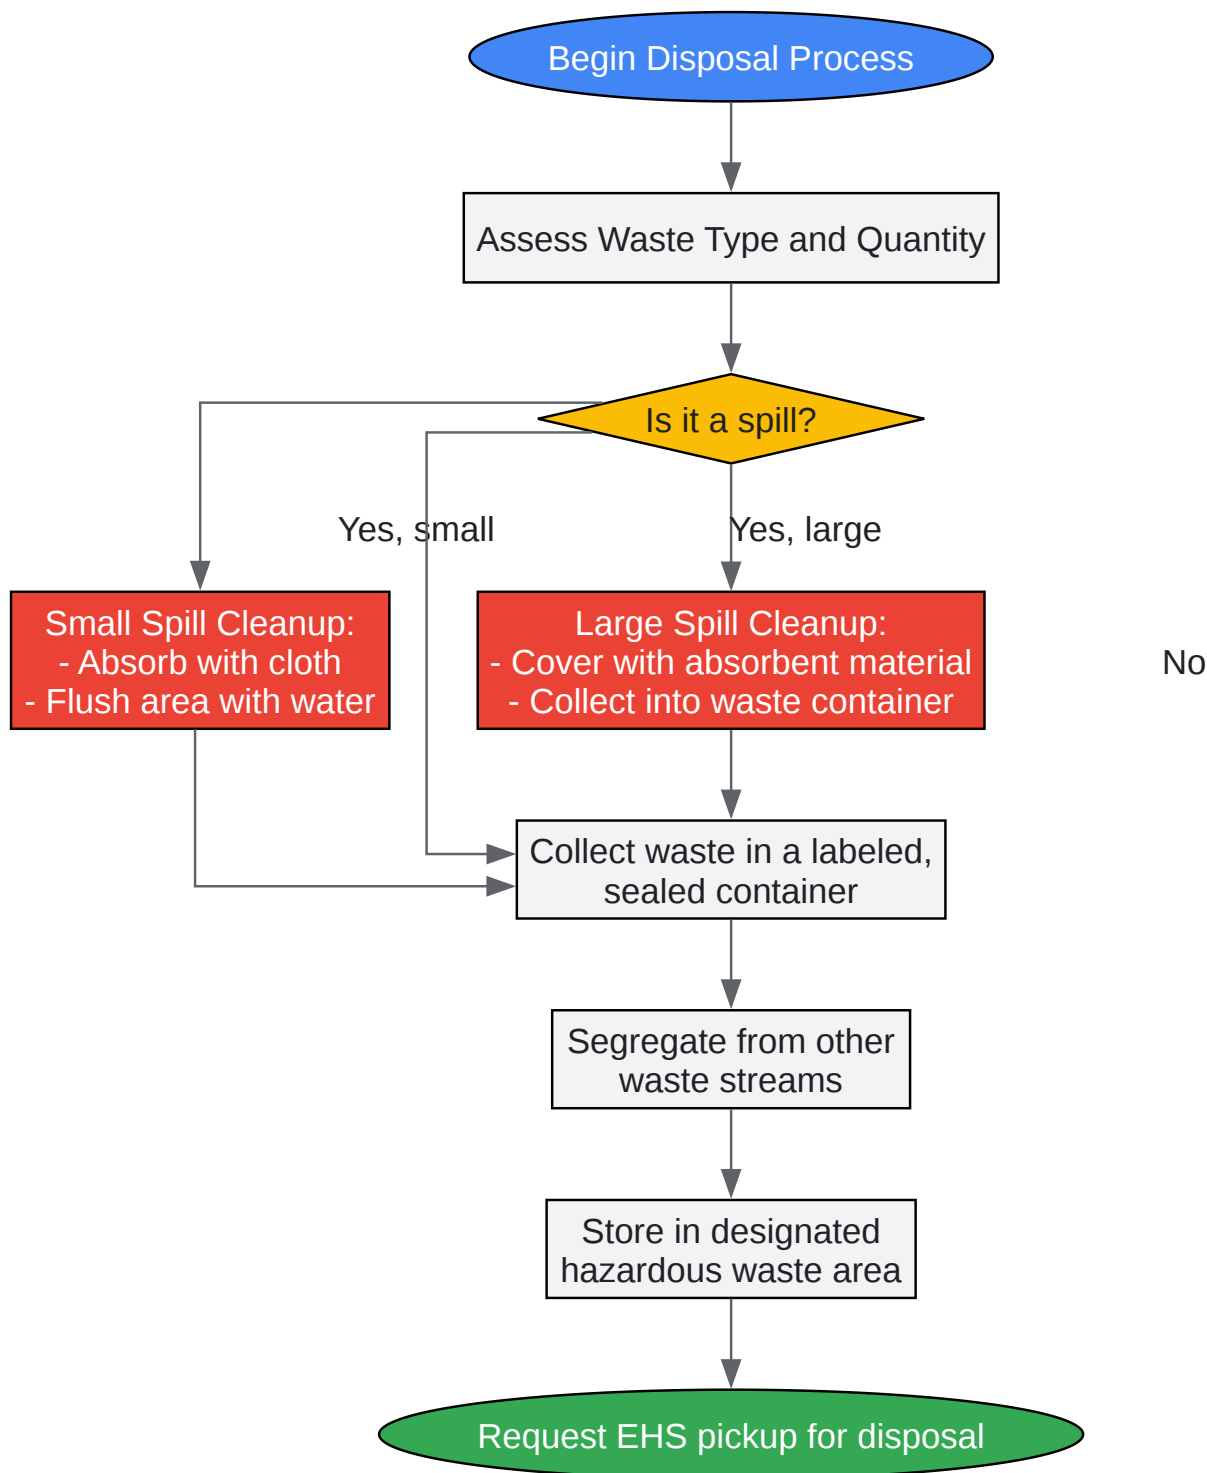 Begin Disposal Process
Assess Waste Type and Quantity
Is it a spill?
Yes, small
Yes, large
Small Spill Cleanup:
- Absorb with cloth
- Flush area with water
Large Spill Cleanup:
- Cover with absorbent material
- Collect into waste container
No
Collect waste in a labeled,
sealed container
Segregate from other
waste streams
Store in designated
hazardous waste area
Request EHS pickup for disposal